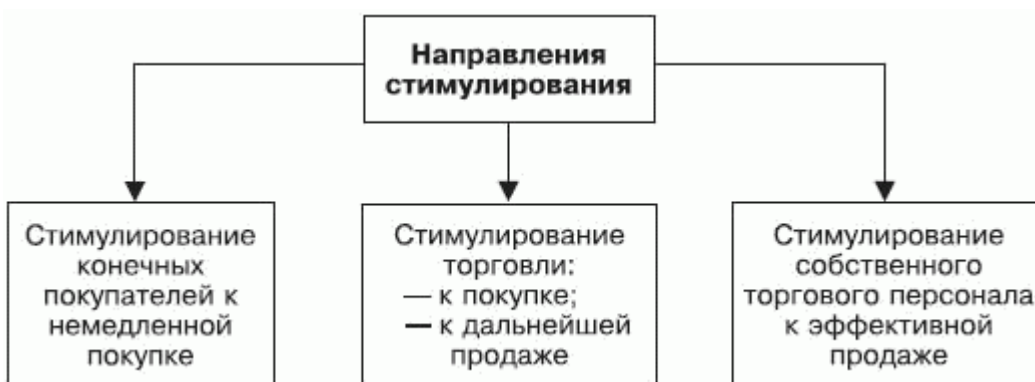 Направления
стимулирования
Стимулирование
конечных
покупателей к
немедленной
покупке
Стимулирование
торговли:
— к покупке;
— к дальнейшей
продаже
Стимулирование
собственного
торгового персонала
к эффективной
продаже